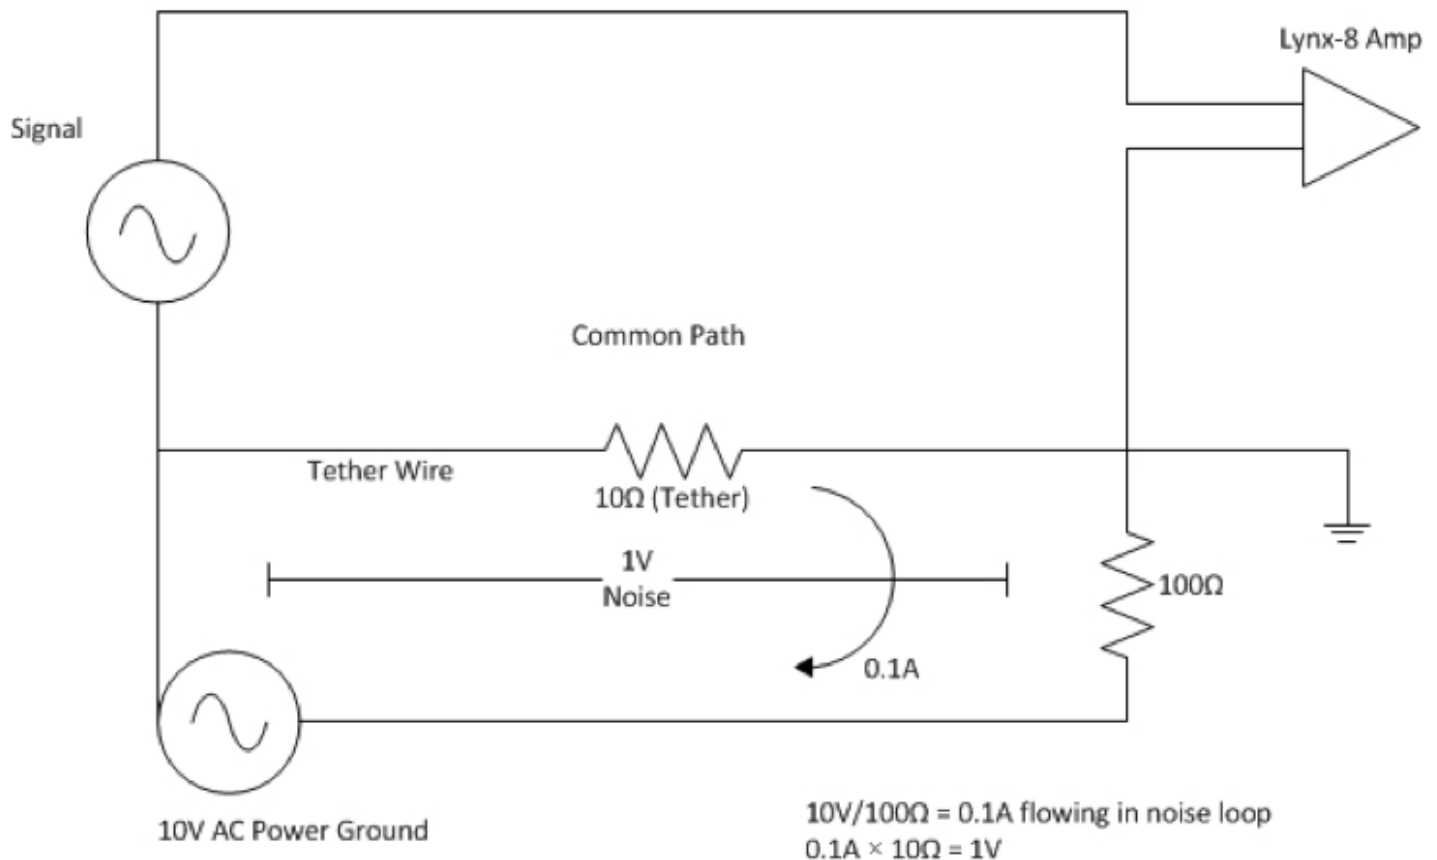 Lynx-8 Amp
Signal
Common Path
Tether Wire
10Ω (Tether)
1V
Noise
100Ω
0.1A
10V AC Power Ground
10V/100Ω = 0.1A flowing in noise loop
0.1A × 10Ω = 1V